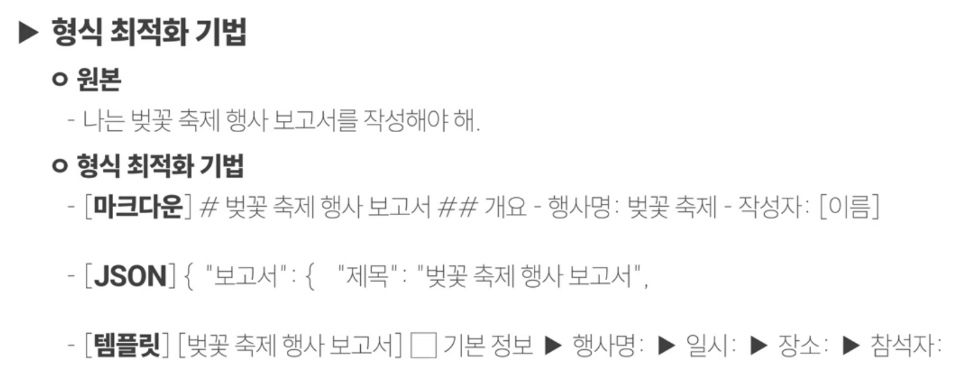 ▶ 형식 최적화 기법
ㅇ 원본
- 나는 벚꽃 축제 행사 보고서를 작성해야 해.
ㅇ 형식 최적화 기법
- [마크다운] # 벚꽃 축제 행사 보고서 ## 개요 - 행사명: 벚꽃 축제 - 작성자: [이름]
- [JSON] { "보고서": { "제목": "벚꽃 축제 행사 보고서",
- [템플릿] [벚꽃 축제 행사 보고서] □ 기본 정보 ▶ 행사명: ▶ 일시: ▶ 장소: ▶ 참석자: